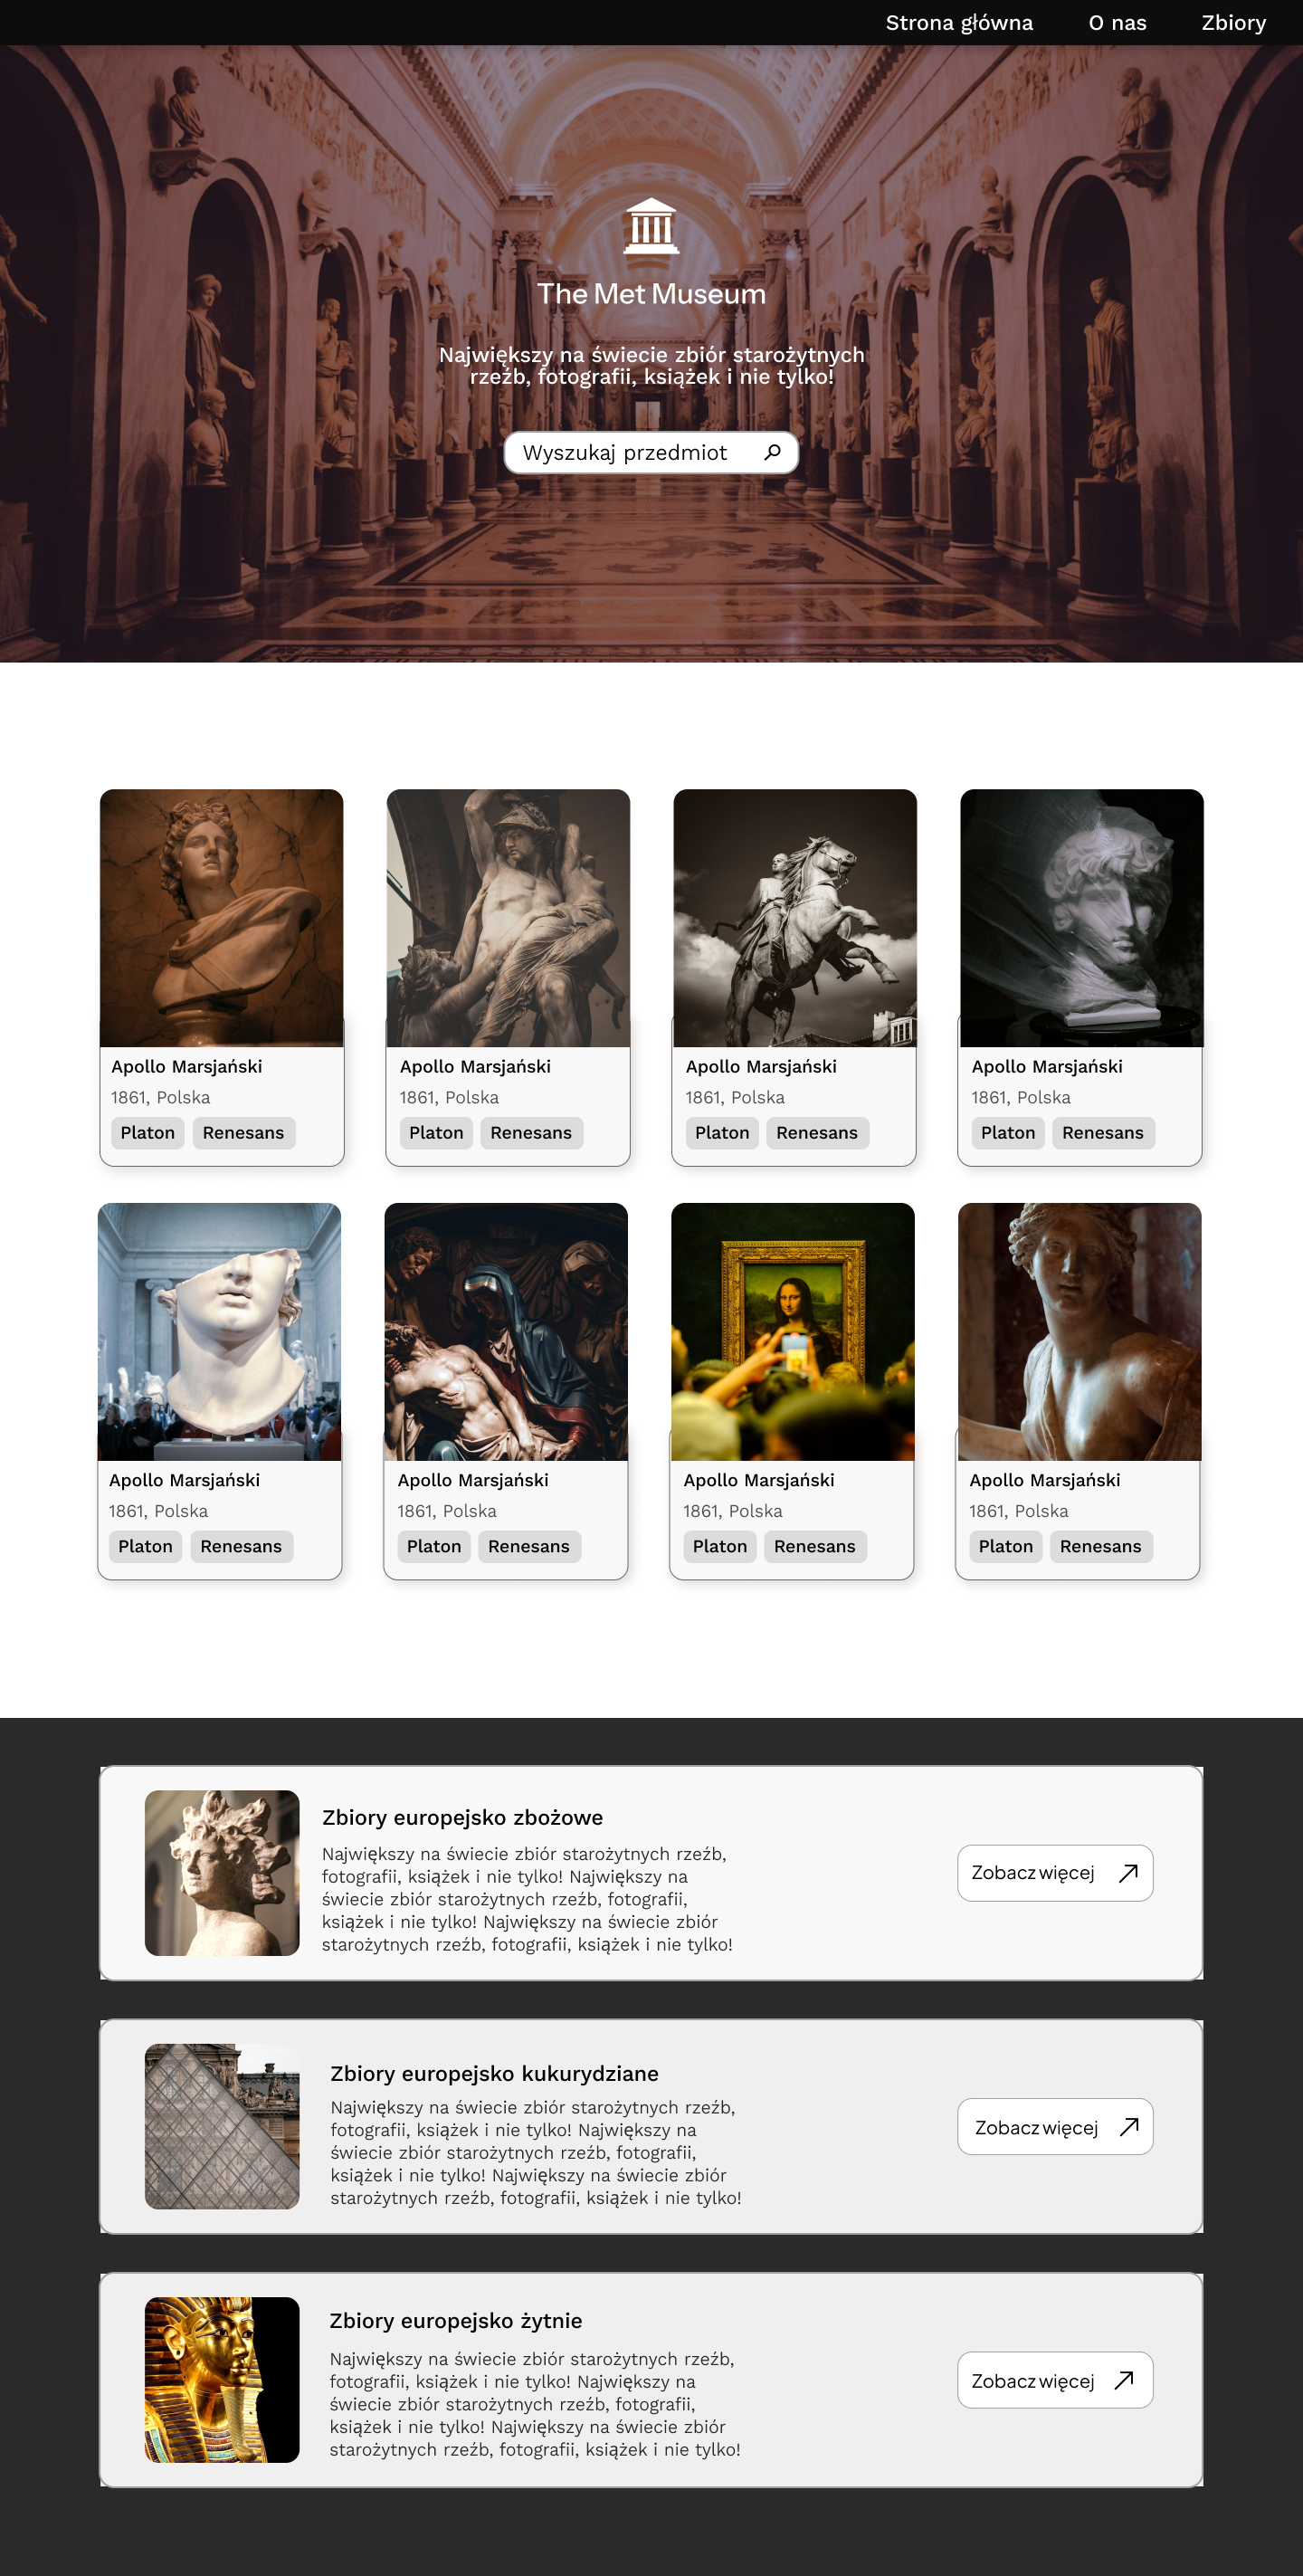 Strona główna
O nas
Zbiory
The Met Museum
Największy na świecie zbiór starożytnych
rzeźb, fotografii, książek i nie tylko!
Wyszukaj przedmiot
Apollo Marsjański
1861, Polska
Platon
Renesans
Apollo Marsjański
1861, Polska
Platon
Renesans
Apollo Marsjański
1861, Polska
Platon
Renesans
Apollo Marsjański
1861, Polska
Platon
Renesans
Apollo Marsjański
1861, Polska
Platon
Renesans
Apollo Marsjański
1861, Polska
Platon
Renesans
Apollo Marsjański
1861, Polska
Platon
Renesans
Apollo Marsjański
1861, Polska
Platon
Renesans
Zbiory europejsko zbożowe
Największy na świecie zbiór starożytnych rzeźb,
fotografii, książek i nie tylko! Największy na
świecie zbiór starożytnych rzeźb, fotografii,
książek i nie tylko! Największy na świecie zbiór
starożytnych rzeźb, fotografii, książek i nie tylko!
Zobacz więcej
Zbiory europejsko kukurydziane
Największy na świecie zbiór starożytnych rzeźb,
fotografii, książek i nie tylko! Największy na
świecie zbiór starożytnych rzeźb, fotografii,
książek i nie tylko! Największy na świecie zbiór
starożytnych rzeźb, fotografii, książek i nie tylko!
Zobacz więcej
Zbiory europejsko żytnie
Największy na świecie zbiór starożytnych rzeźb,
fotografii, książek i nie tylko! Największy na
świecie zbiór starożytnych rzeźb, fotografii,
książek i nie tylko! Największy na świecie zbiór
starożytnych rzeźb, fotografii, książek i nie tylko!
Zobacz więcej